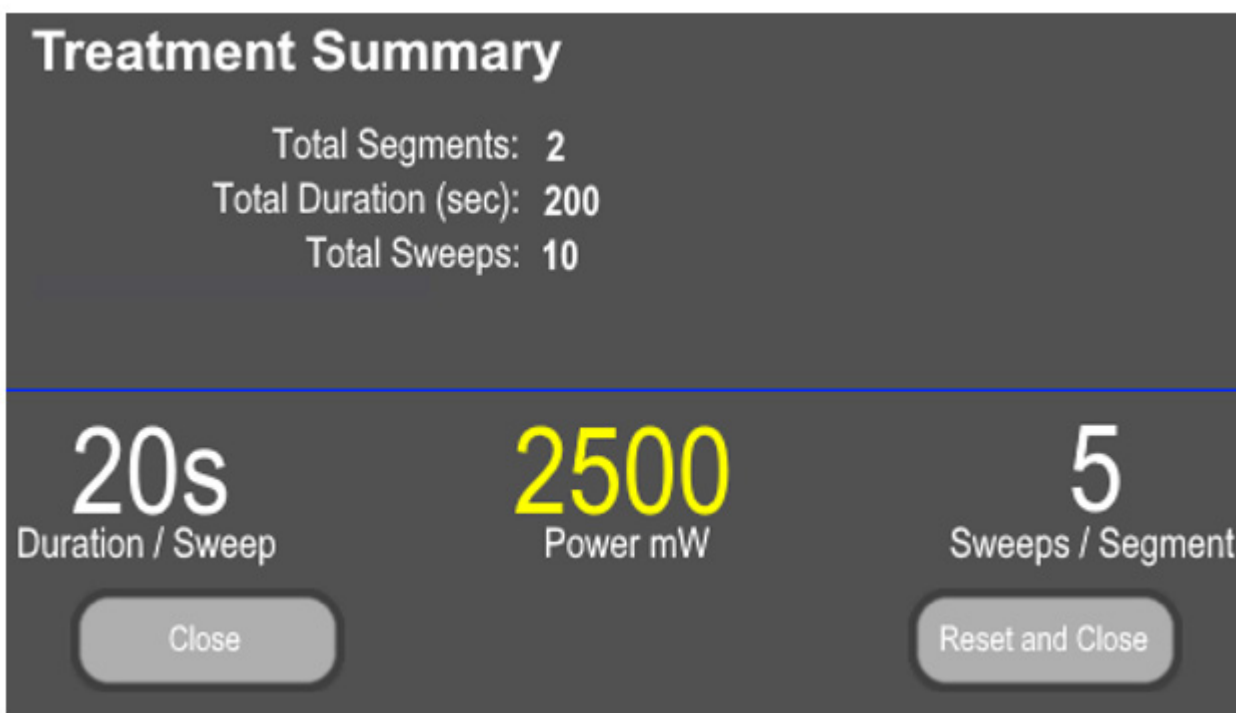 Treatment Summary
Total Segments: 2
Total Duration (sec): 200
Total Sweeps: 10
20s 2500 5
Duration / Sweep Power mW Sweeps / Segment
Close Reset and Close